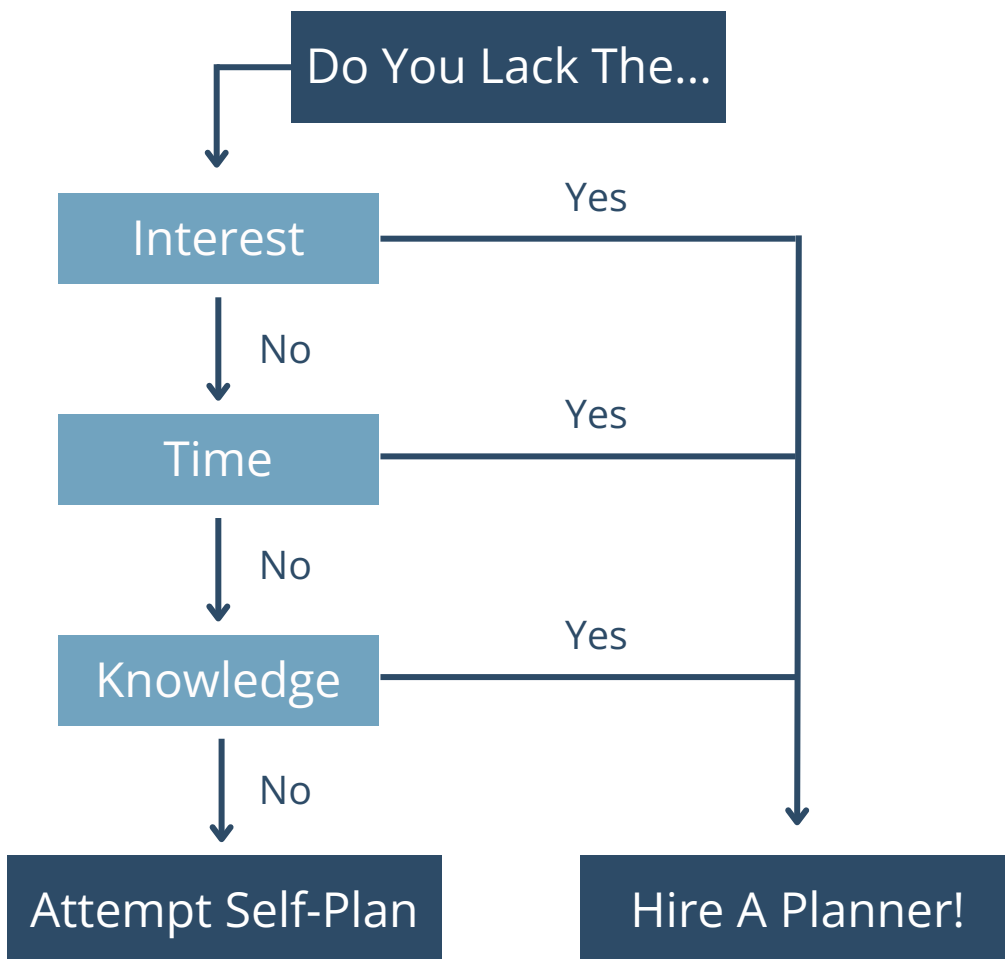 Do You Lack The...
Interest
Yes
No
Time
Yes
No
Knowledge
Yes
No
Attempt Self-Plan
Hire A Planner!